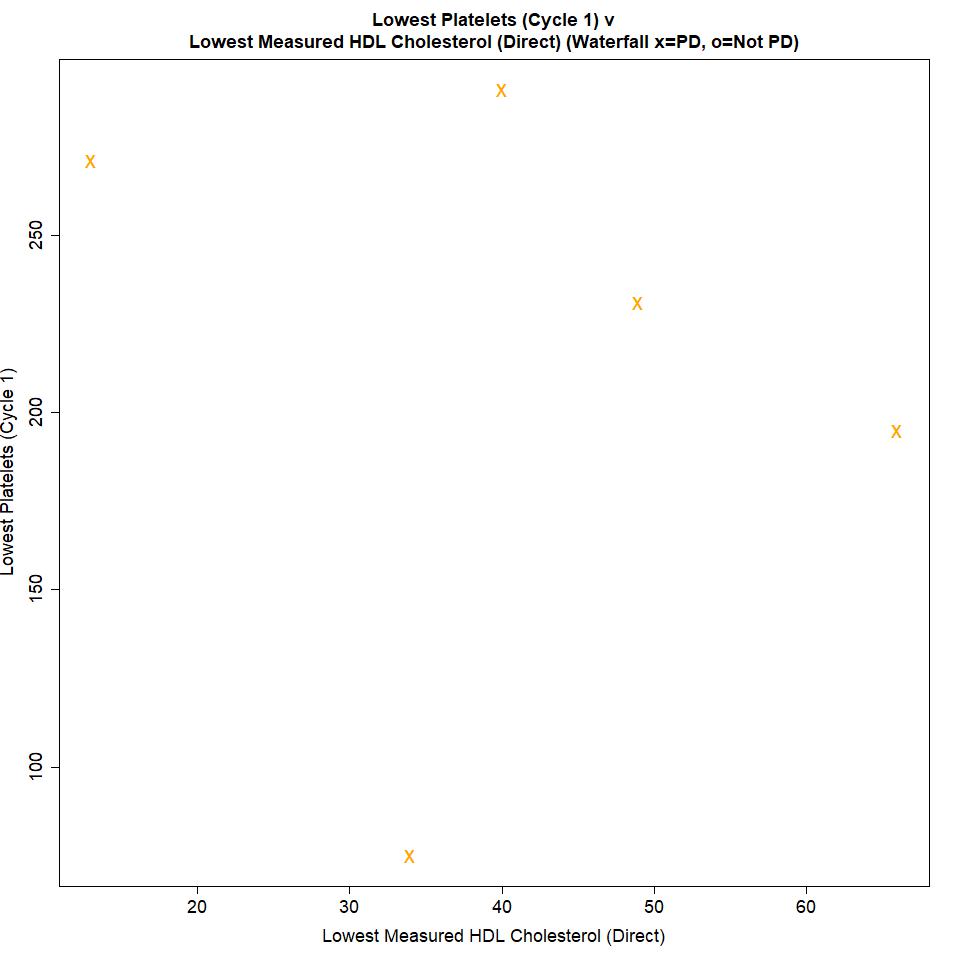 Lowest Platelets (Cycle 1) v
Lowest Measured HDL Cholesterol (Direct) (Waterfall x=PD, o=Not PD)
X
X
X
X
X
250
200
150
100
Lowest Platelets (Cycle 1)
20 30 40 50 60
Lowest Measured HDL Cholesterol (Direct)